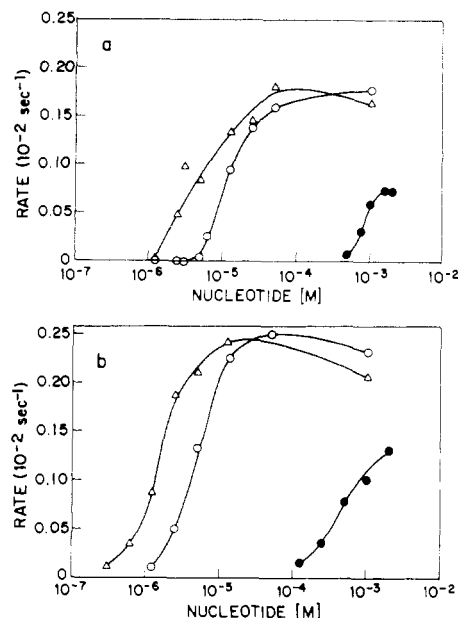 a
0.25
0.20
0.15
0.10
0.05
0
RATE (10⁻² sec⁻¹)
10⁻⁷ 10⁻⁶ 10⁻⁵ 10⁻⁴ 10⁻³ 10⁻²
NUCLEOTIDE [M]
b
0.25
0.20
0.15
0.10
0.05
0
RATE (10⁻² sec⁻¹)
10⁻⁷ 10⁻⁶ 10⁻⁵ 10⁻⁴ 10⁻³ 10⁻²
NUCLEOTIDE [M]